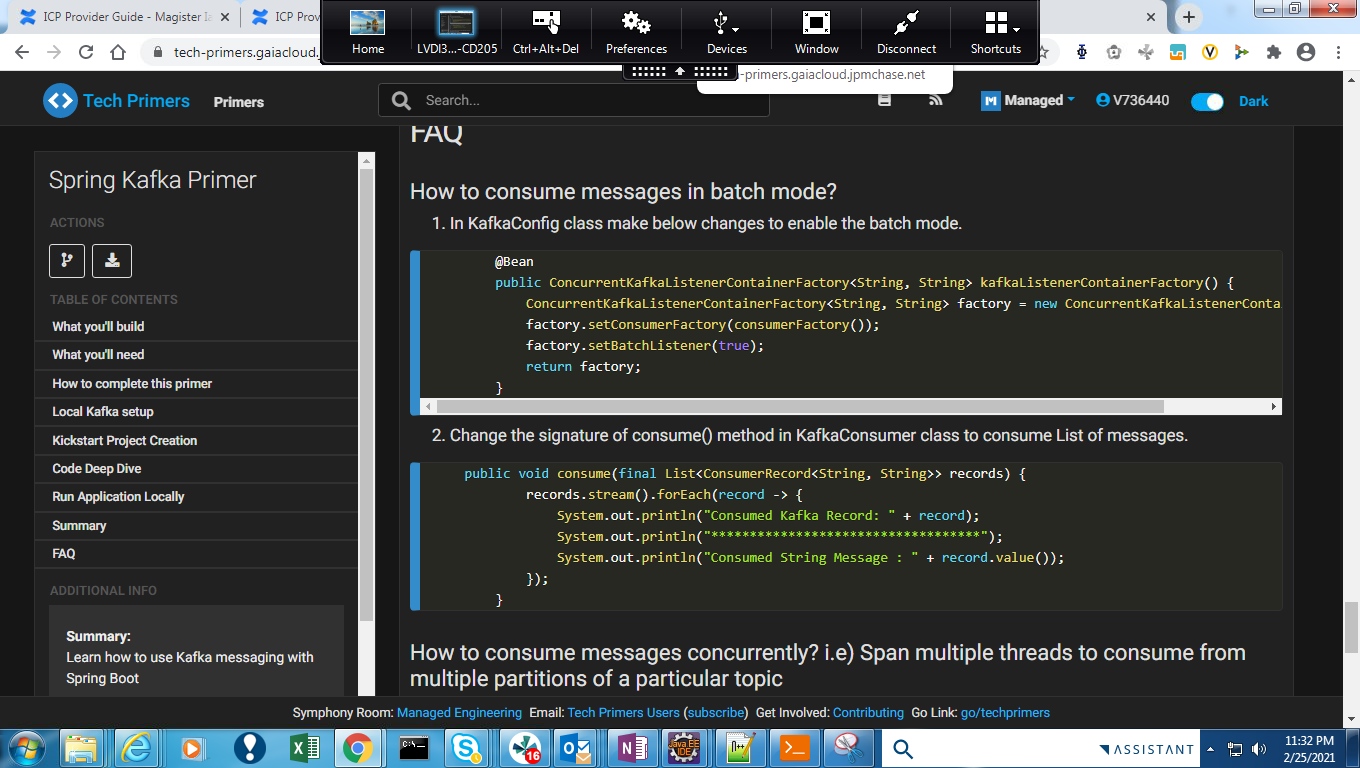 ICP Provider Guide - Magister
ICP Prov
Home
LVDI3...-CD205
Ctrl+Alt+Del
Preferences
Devices
Window
Disconnect
Shortcuts
tech-primers.gaiacloud.
-primers.gaiacloud.jpmchase.net
Tech Primers
Primers
Search...
Managed
V736440
Dark
Spring Kafka Primer
ACTIONS
TABLE OF CONTENTS
What you'll build
What you'll need
How to complete this primer
Local Kafka setup
Kickstart Project Creation
Code Deep Dive
Run Application Locally
Summary
FAQ
ADDITIONAL INFO
Summary:
Learn how to use Kafka messaging with
Spring Boot
FAQ
How to consume messages in batch mode?
1. In KafkaConfig class make below changes to enable the batch mode.
@Bean
public ConcurrentKafkaListenerContainerFactory<String, String> kafkaListenerContainerFactory() {
ConcurrentKafkaListenerContainerFactory<String, String> factory = new ConcurrentKafkaListenerConta
factory.setConsumerFactory(consumerFactory());
factory.setBatchListener(true);
return factory;
}
2. Change the signature of consume() method in KafkaConsumer class to consume List of messages.
public void consume(final List<ConsumerRecord<String, String>> records) {
records.stream().forEach(record -> {
System.out.println("Consumed Kafka Record: " + record);
System.out.println("***********************************");
System.out.println("Consumed String Message : " + record.value());
});
}
How to consume messages concurrently? i.e) Span multiple threads to consume from
multiple partitions of a particular topic
Symphony Room: Managed Engineering Email: Tech Primers Users (subscribe) Get Involved: Contributing Go Link: go/techprimers
16
Java EE
IDE
ASSISTANT
11:32 PM
2/25/2021